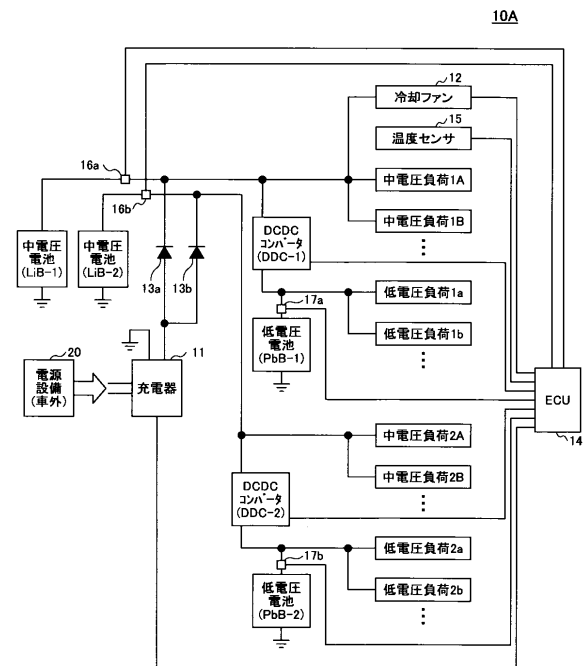 10A
12
冷却ファン
15
温度センサ
16a
中電圧負荷1A
16b
中電圧負荷1B
中電圧
電池
(LiB-1)
中電圧
電池
(LiB-2)
13a
13b
DCDC
コンバータ
(DDC-1)
17a
低電圧負荷1a
低電圧
電池
(PbB-1)
低電圧負荷1b
20
電源
設備
(車外)
11
充電器
ECU
14
中電圧負荷2A
中電圧負荷2B
DCDC
コンバータ
(DDC-2)
17b
低電圧負荷2a
低電圧
電池
(PbB-2)
低電圧負荷2b